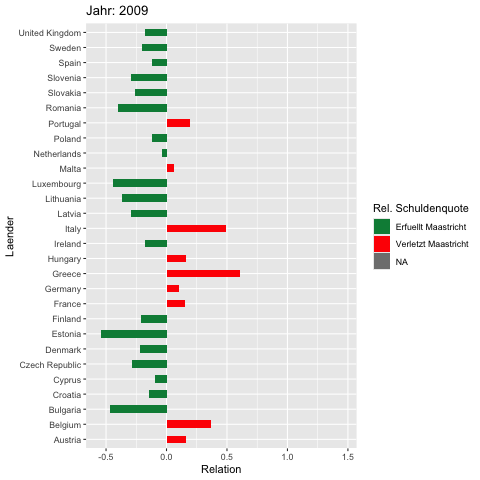 Jahr: 2009
United Kingdom
Sweden
Spain
Slovenia
Slovakia
Romania
Portugal
Poland
Netherlands
Malta
Luxembourg
Lithuania
Latvia
Italy
Ireland
Hungary
Greece
Germany
France
Finland
Estonia
Denmark
Czech Republic
Cyprus
Croatia
Bulgaria
Belgium
Austria
Laender
-0.5 0.0 0.5 1.0 1.5
Relation
Rel. Schuldenquote
Erfuellt Maastricht
Verletzt Maastricht
NA